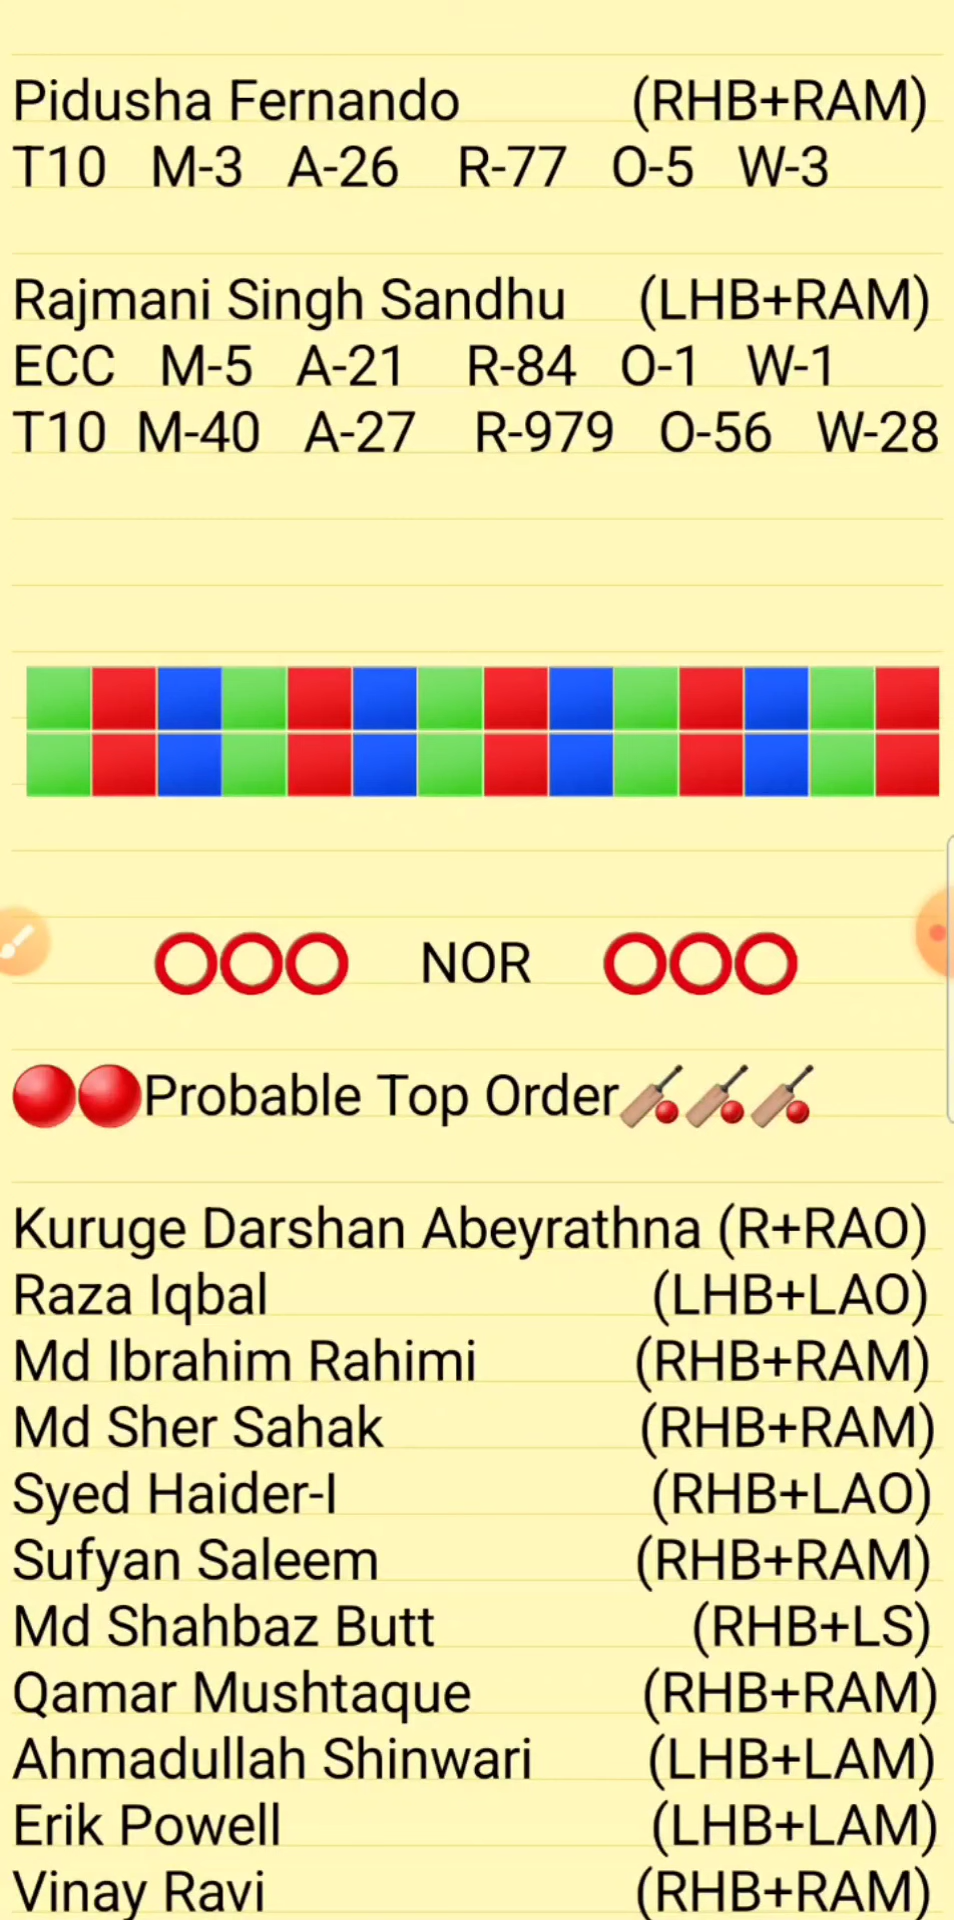 Pidusha Fernando (RHB+RAM)
T10 M-3 A-26 R-77 O-5 W-3
Rajmani Singh Sandhu (LHB+RAM)
ECC M-5 A-21 R-84 O-1 W-1
T10 M-40 A-27 R-979 O-56 W-28
NOR
Probable Top Order
Kuruge Darshan Abeyrathna (R+RAO)
Raza Iqbal (LHB+LAO)
Md Ibrahim Rahimi (RHB+RAM)
Md Sher Sahak (RHB+RAM)
Syed Haider-I (RHB+LAO)
Sufyan Saleem (RHB+RAM)
Md Shahbaz Butt (RHB+LS)
Qamar Mushtaque (RHB+RAM)
Ahmadullah Shinwari (LHB+LAM)
Erik Powell (LHB+LAM)
Vinay Ravi (RHB+RAM)